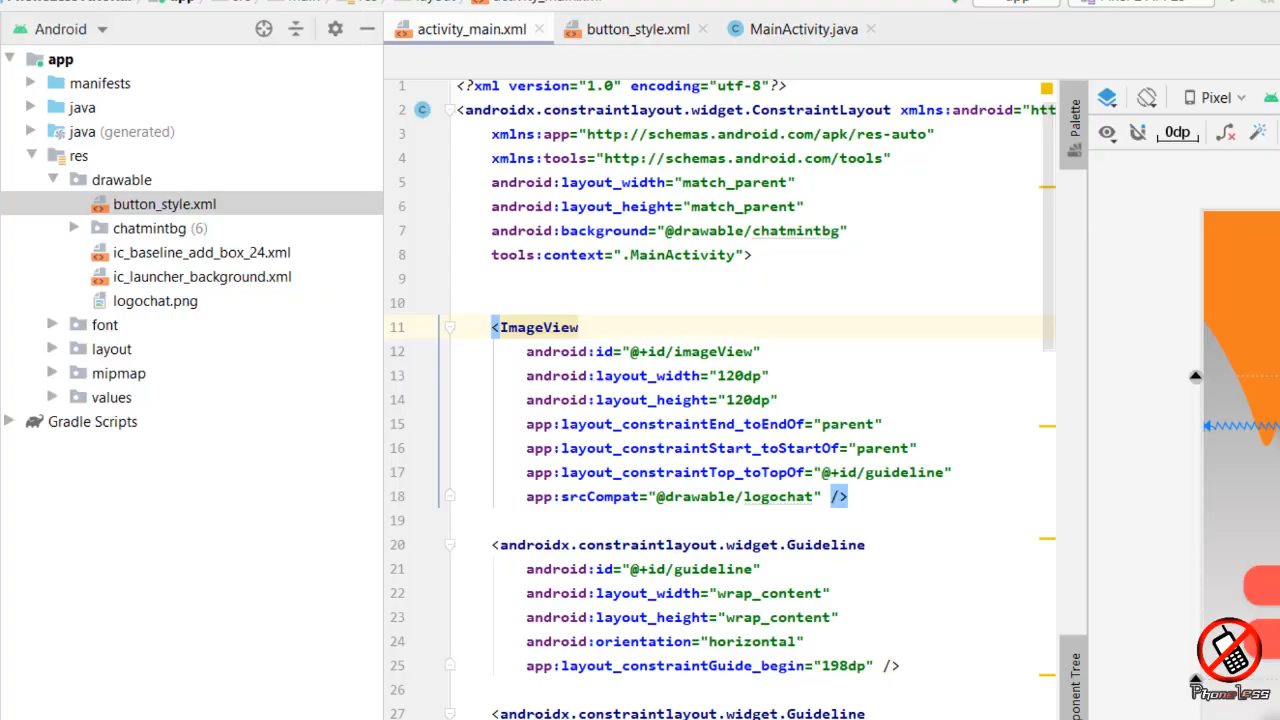 Android
app
manifests
java
java (generated)
res
drawable
button_style.xml
chatmintbg (6)
ic_baseline_add_box_24.xml
ic_launcher_background.xml
logochat.png
font
layout
mipmap
values
Gradle Scripts
activity_main.xml
button_style.xml
C MainActivity.java
1 <?xml version="1.0" encoding="utf-8"?>
2 C <androidx.constraintlayout.widget.ConstraintLayout xmlns:android="htt
3 xmlns:app="http://schemas.android.com/apk/res-auto"
4 xmlns:tools="http://schemas.android.com/tools"
5 android:layout_width="match_parent"
6 android:layout_height="match_parent"
7 android:background="@drawable/chatmintbg"
8 tools:context=".MainActivity">
9
10
11 <ImageView
12 android:id="@+id/imageView"
13 android:layout_width="120dp"
14 android:layout_height="120dp"
15 app:layout_constraintEnd_toEndOf="parent"
16 app:layout_constraintStart_toStartOf="parent"
17 app:layout_constraintTop_toTopOf="@+id/guideline"
18 app:srcCompat="@drawable/logochat" />
19
20 <androidx.constraintlayout.widget.Guideline
21 android:id="@+id/guideline"
22 android:layout_width="wrap_content"
23 android:layout_height="wrap_content"
24 android:orientation="horizontal"
25 app:layout_constraintGuide_begin="198dp" />
26
27 <androidx.constraintlayout.widget.Guideline
Palette
ponent Tree
Pixel
0dp
Phoneless